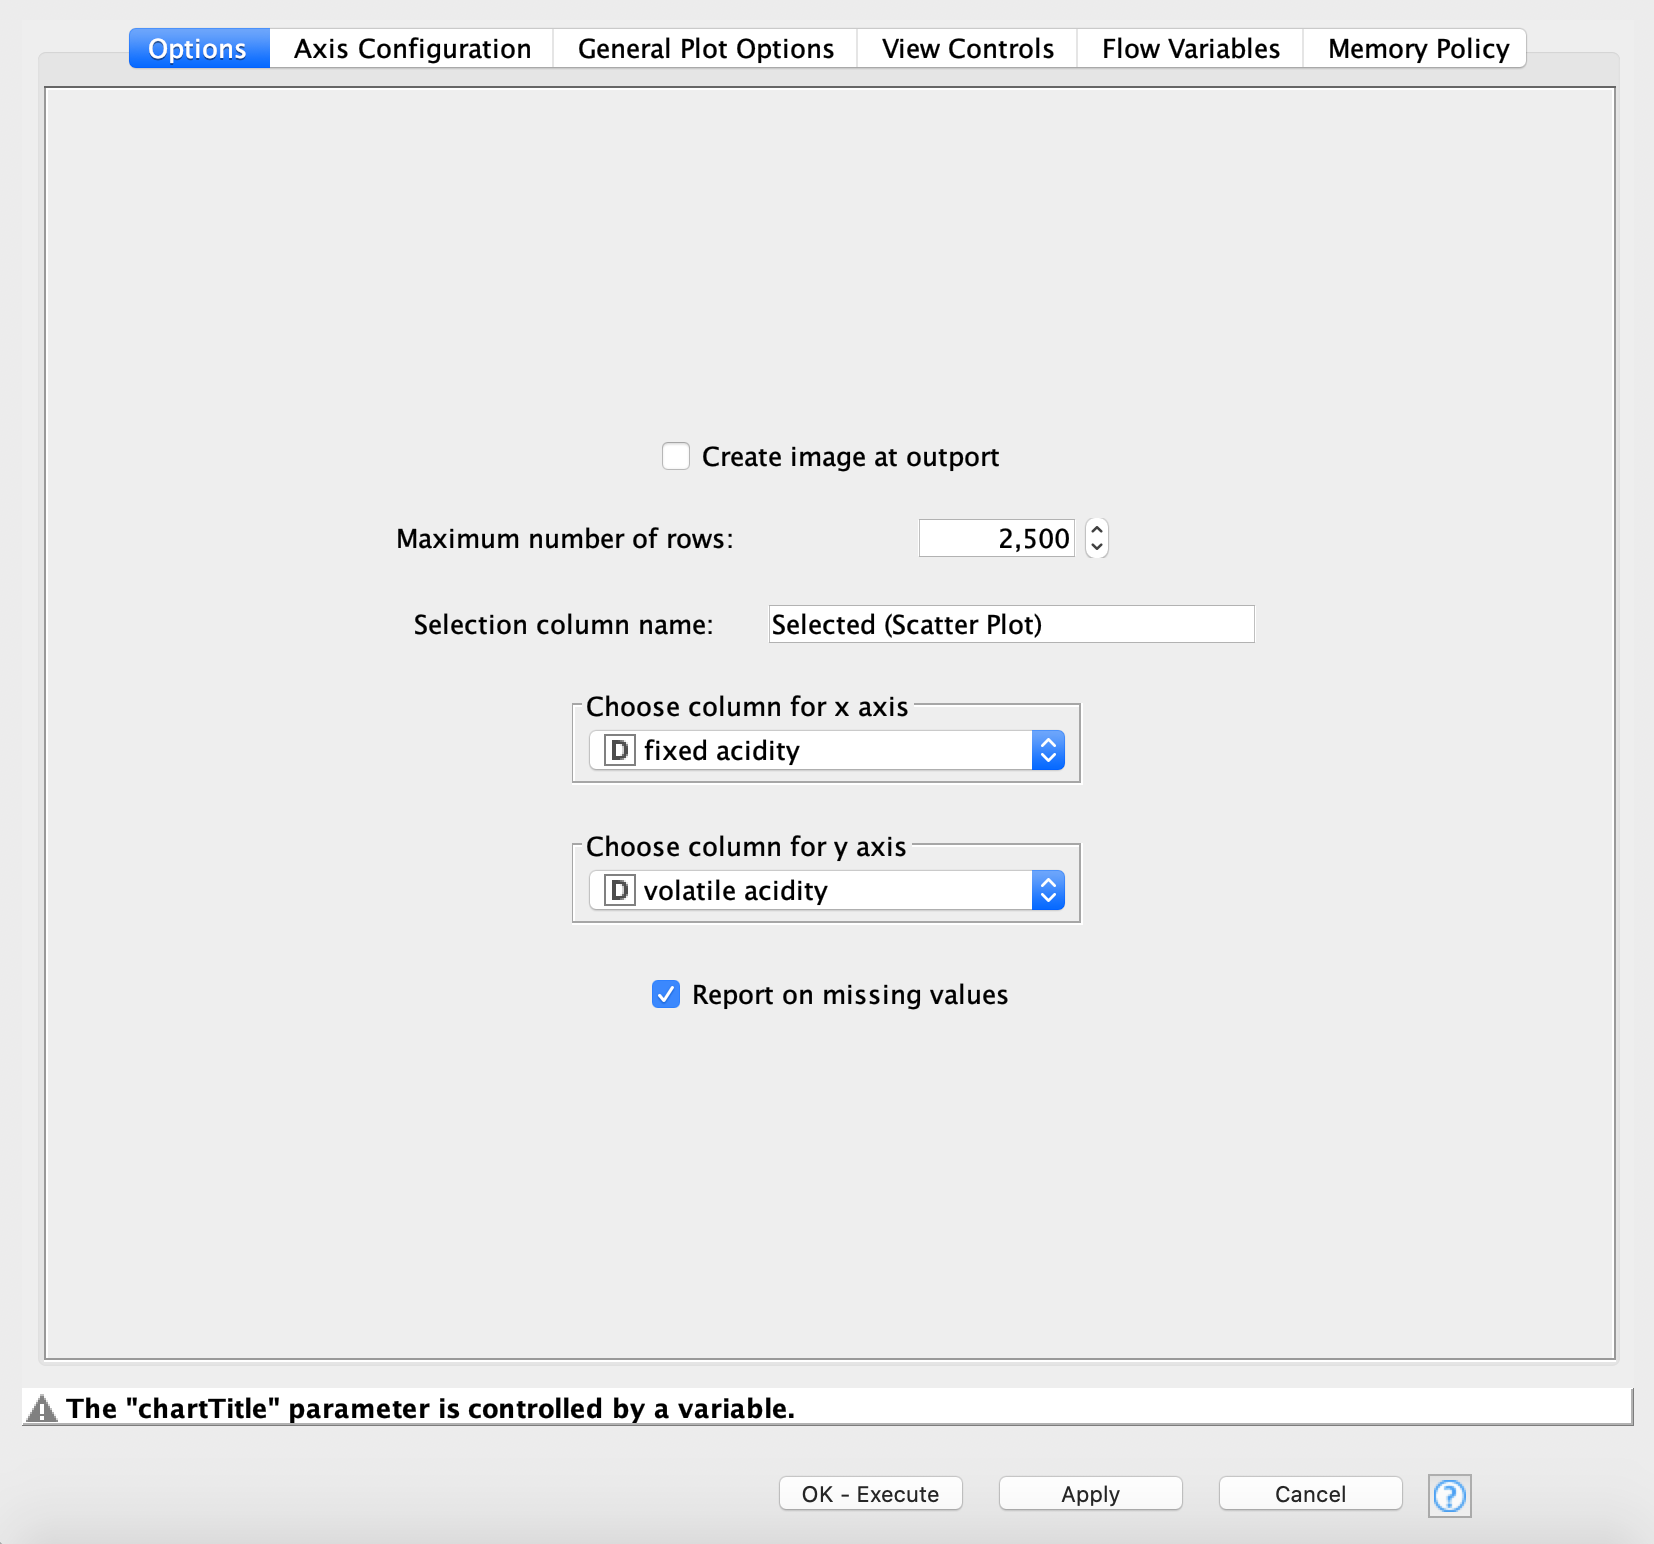 Options Axis Configuration General Plot Options View Controls Flow Variables Memory Policy
Create image at outport
Maximum number of rows: 2,500
Selection column name: Selected (Scatter Plot)
Choose column for x axis
D fixed acidity
Choose column for y axis
D volatile acidity
Report on missing values
The "chartTitle" parameter is controlled by a variable.
OK - Execute Apply Cancel ?